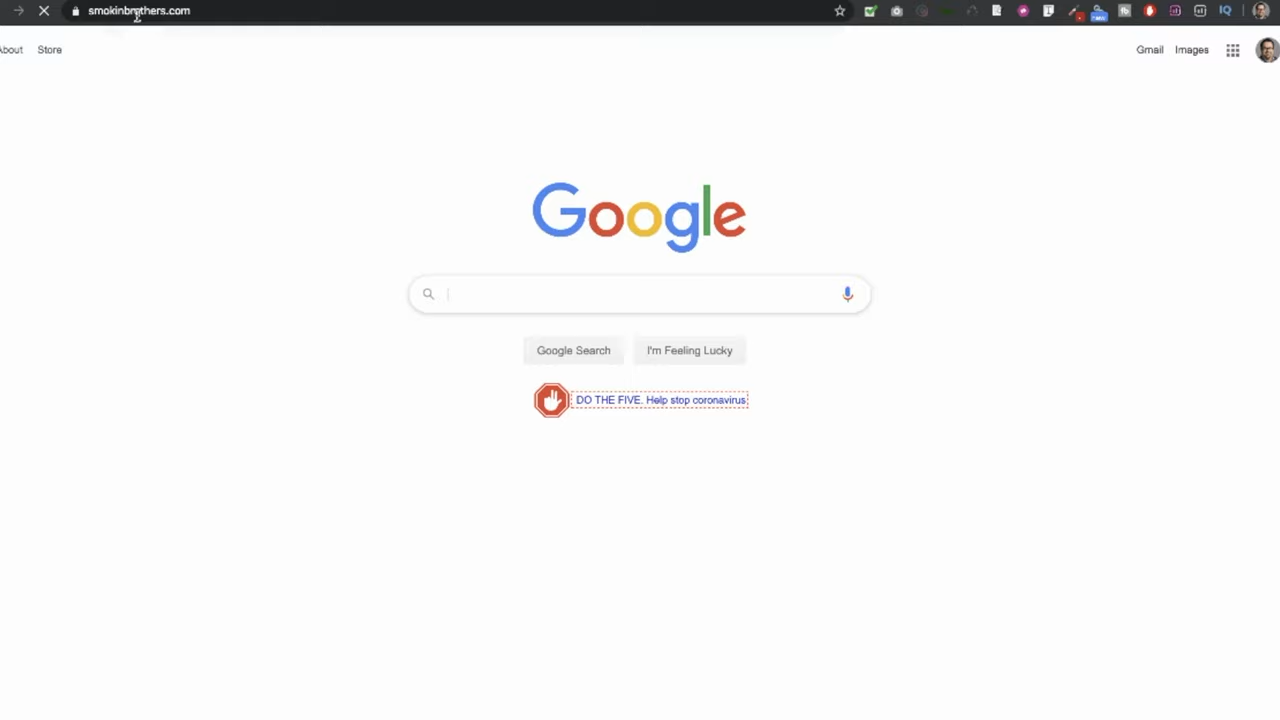 smokinbrothers.com
About Store Gmail Images
Google
Google Search I'm Feeling Lucky
DO THE FIVE. Help stop coronavirus